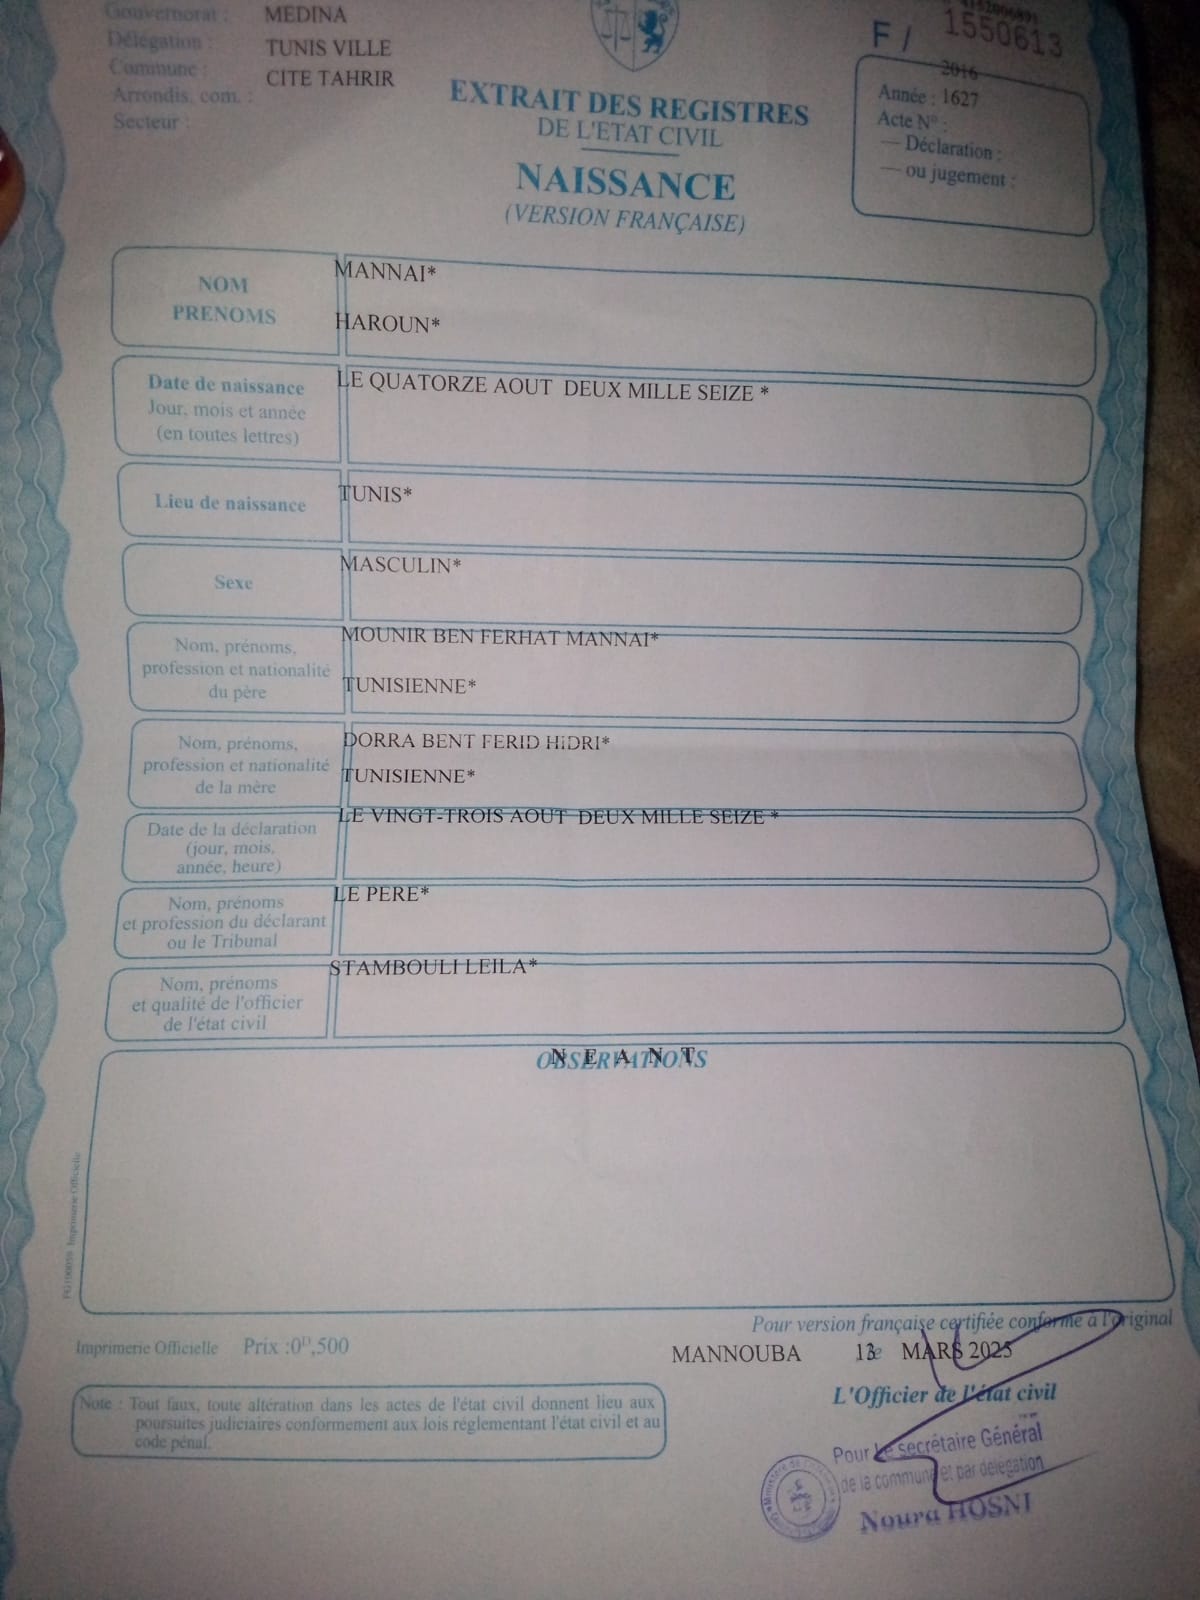 Gouvernorat : MEDINA
Délégation : TUNIS VILLE
Commune : CITE TAHRIR
Arrondis. com. :
Secteur :
F / 1550613
EXTRAIT DES REGISTRES
DE L'ETAT CIVIL
NAISSANCE
(VERSION FRANÇAISE)
2016
Année : 1627
Acte N° :
— Déclaration :
— ou jugement :
NOM
PRENOMS
MANNAI*
HAROUN*
Date de naissance
Jour, mois et année
(en toutes lettres)
LE QUATORZE AOUT DEUX MILLE SEIZE *
Lieu de naissance
TUNIS*
Sexe
MASCULIN*
Nom, prénoms,
profession et nationalité
du père
MOUNIR BEN FERHAT MANNAI*
TUNISIENNE*
Nom, prénoms,
profession et nationalité
de la mère
DORRA BENT FERID HIDRI*
TUNISIENNE*
Date de la déclaration
(jour, mois,
année, heure)
LE VINGT-TROIS AOUT DEUX MILLE SEIZE *
Nom, prénoms
et profession du déclarant
ou le Tribunal
LE PERE*
Nom, prénoms
et qualité de l'officier
de l'état civil
STAMBOULI LEILA*
OBSERVATIONS
N E A N T
Imprimerie Officielle
Pour version française certifiée conforme à l'original
Imprimerie Officielle Prix :0ᴰ,500
MANNOUBA le MARS 2025
L'Officier de l'état civil
Note : Tout faux, toute altération dans les actes de l'état civil donnent lieu aux
poursuites judiciaires conformement aux lois réglementant l'état civil et au
code pénal.
Pour Le secrétaire Général
de la commune et par délégation
Noura HOSNI